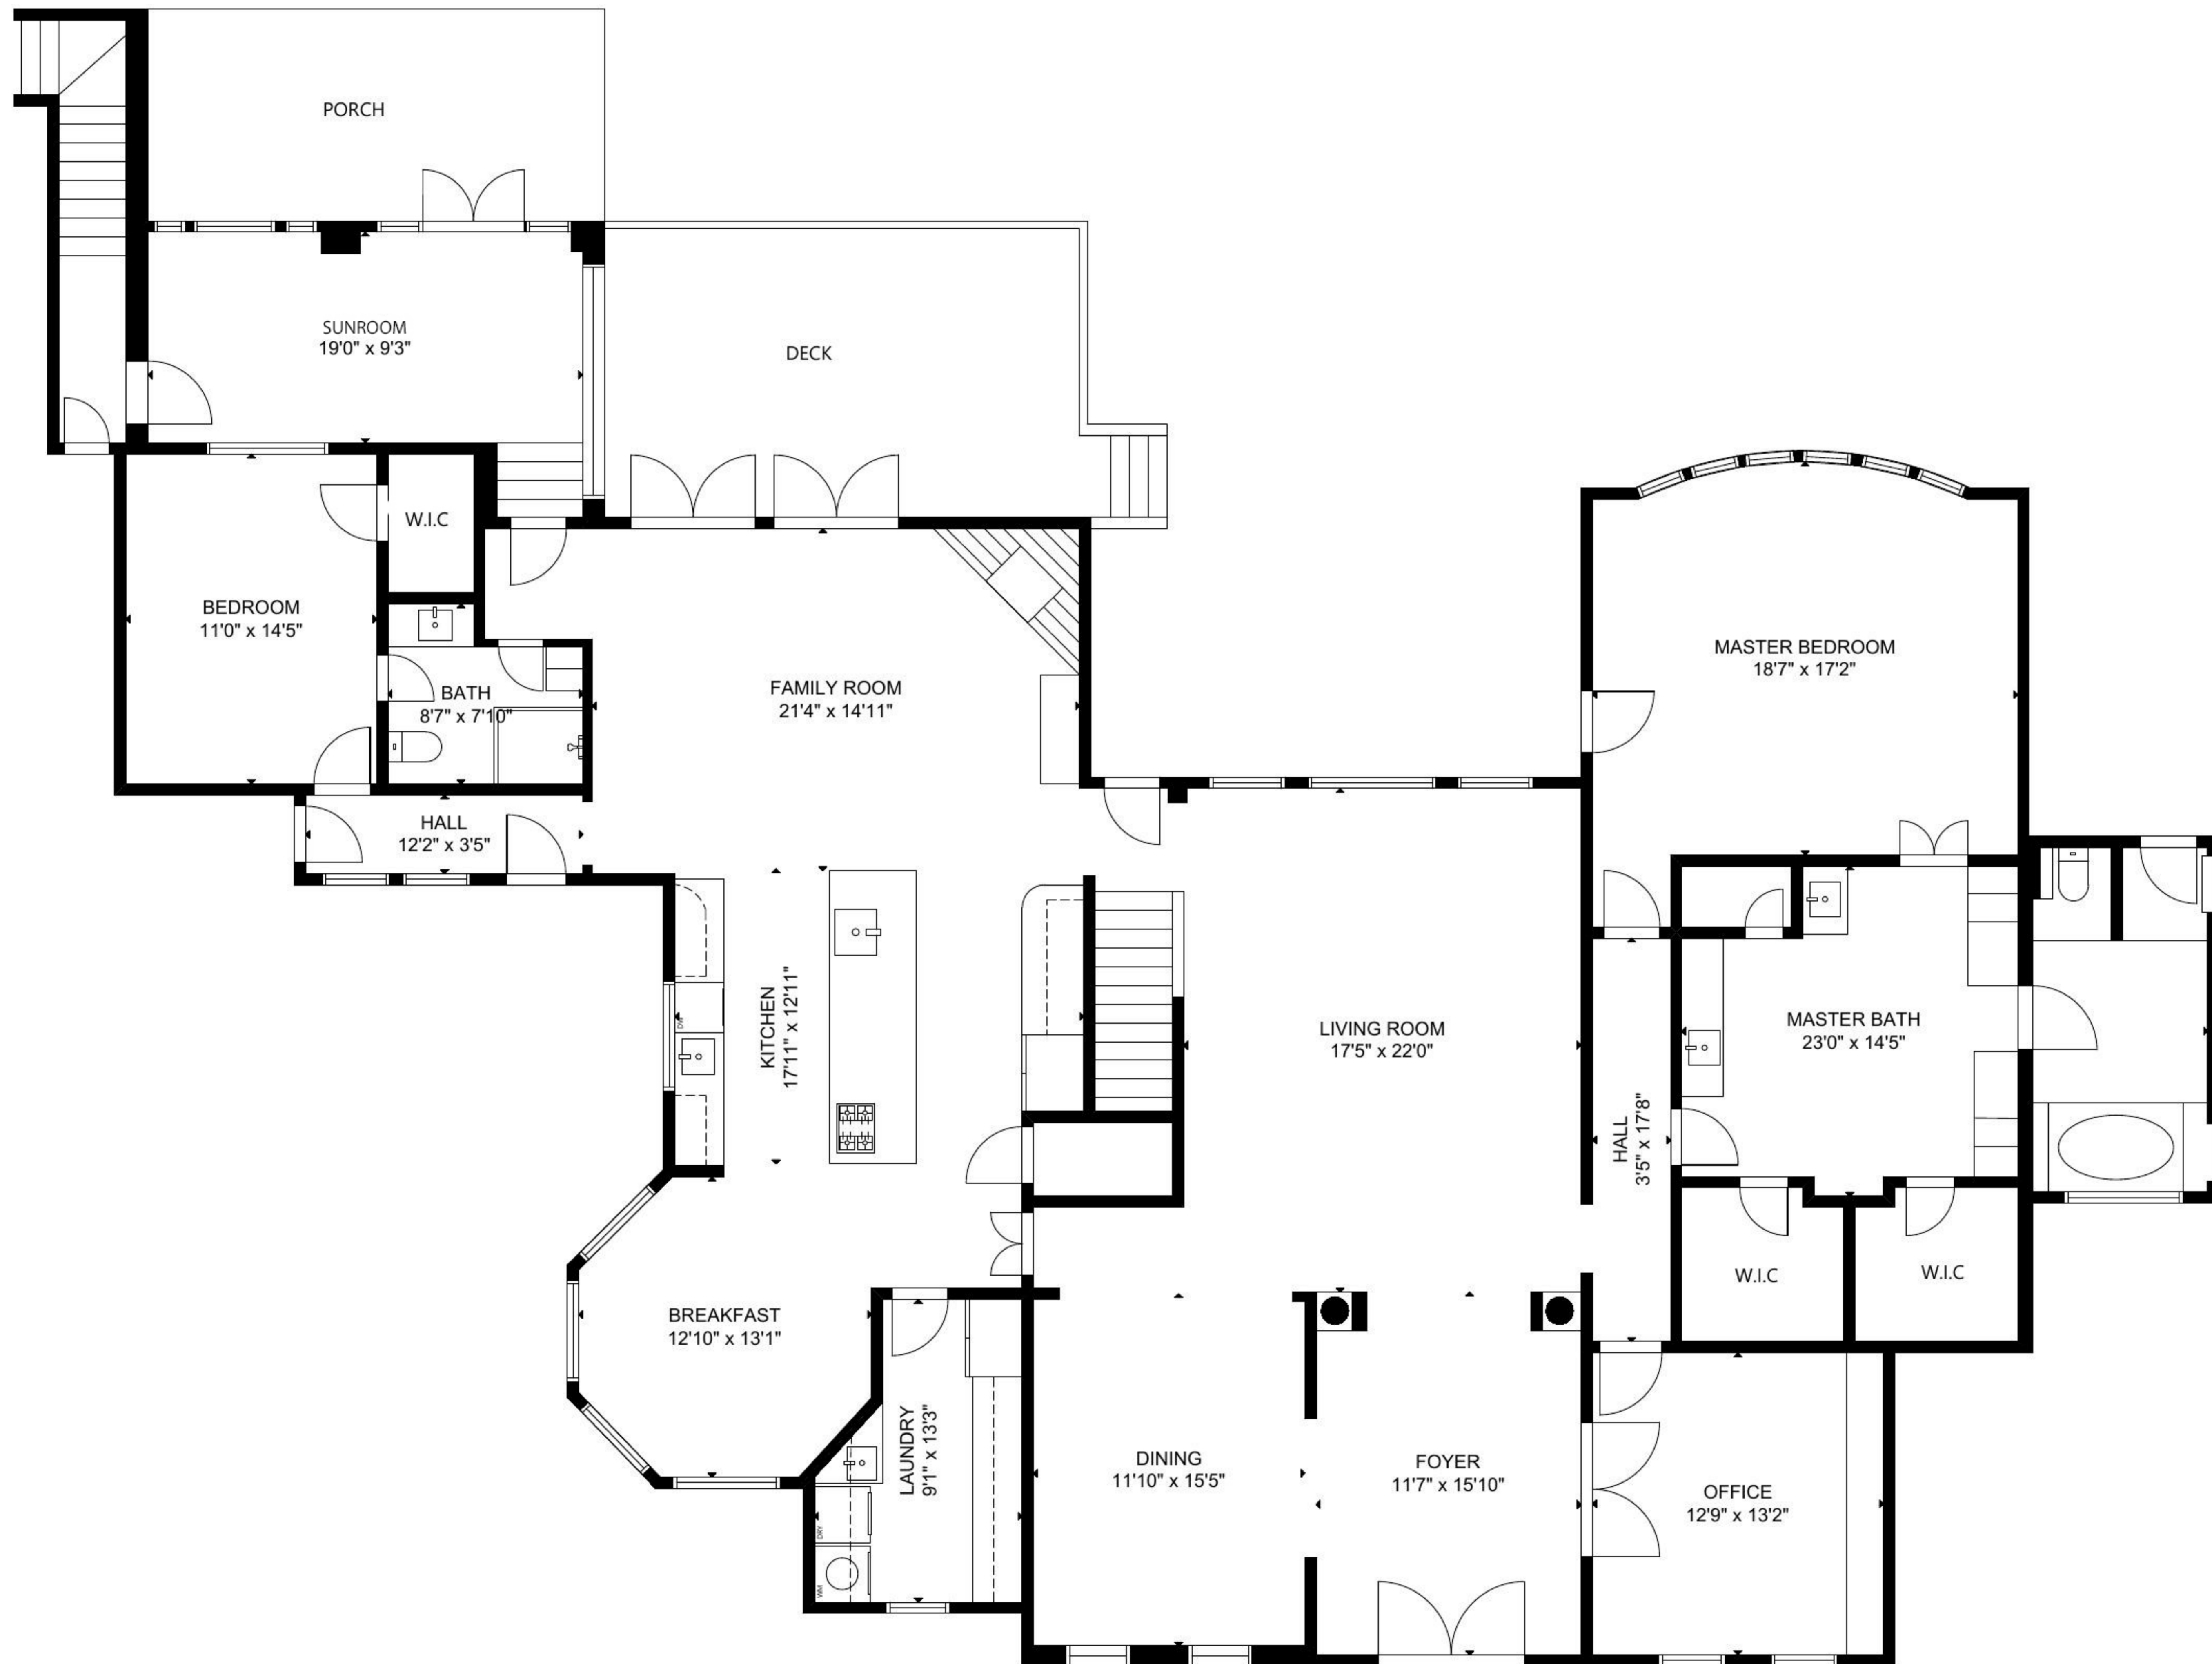 PORCH
SUNROOM
19'0" x 9'3"
DECK
W.I.C
BEDROOM
11'0" x 14'5"
BATH
8'7" x 7'10"
FAMILY ROOM
21'4" x 14'11"
MASTER BEDROOM
18'7" x 17'2"
HALL
12'2" x 3'5"
KITCHEN
17'11" x 12'11"
DW
LIVING ROOM
17'5" x 22'0"
MASTER BATH
23'0" x 14'5"
HALL
3'5" x 17'8"
W.I.C
W.I.C
BREAKFAST
12'10" x 13'1"
LAUNDRY
9'1" x 13'3"
DRY
WM
DINING
11'10" x 15'5"
FOYER
11'7" x 15'10"
OFFICE
12'9" x 13'2"